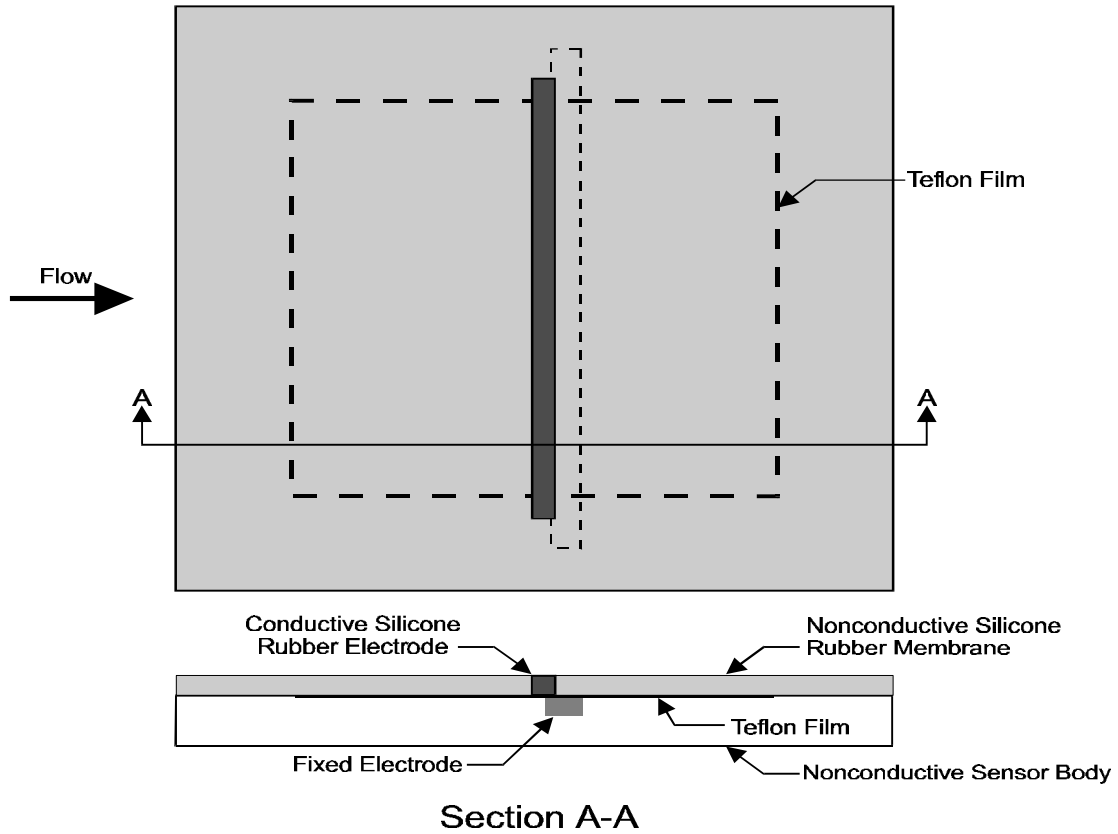 Teflon Film
Flow
A
A
Conductive Silicone
Rubber Electrode
Nonconductive Silicone
Rubber Membrane
Teflon Film
Fixed Electrode
Nonconductive Sensor Body
Section A-A